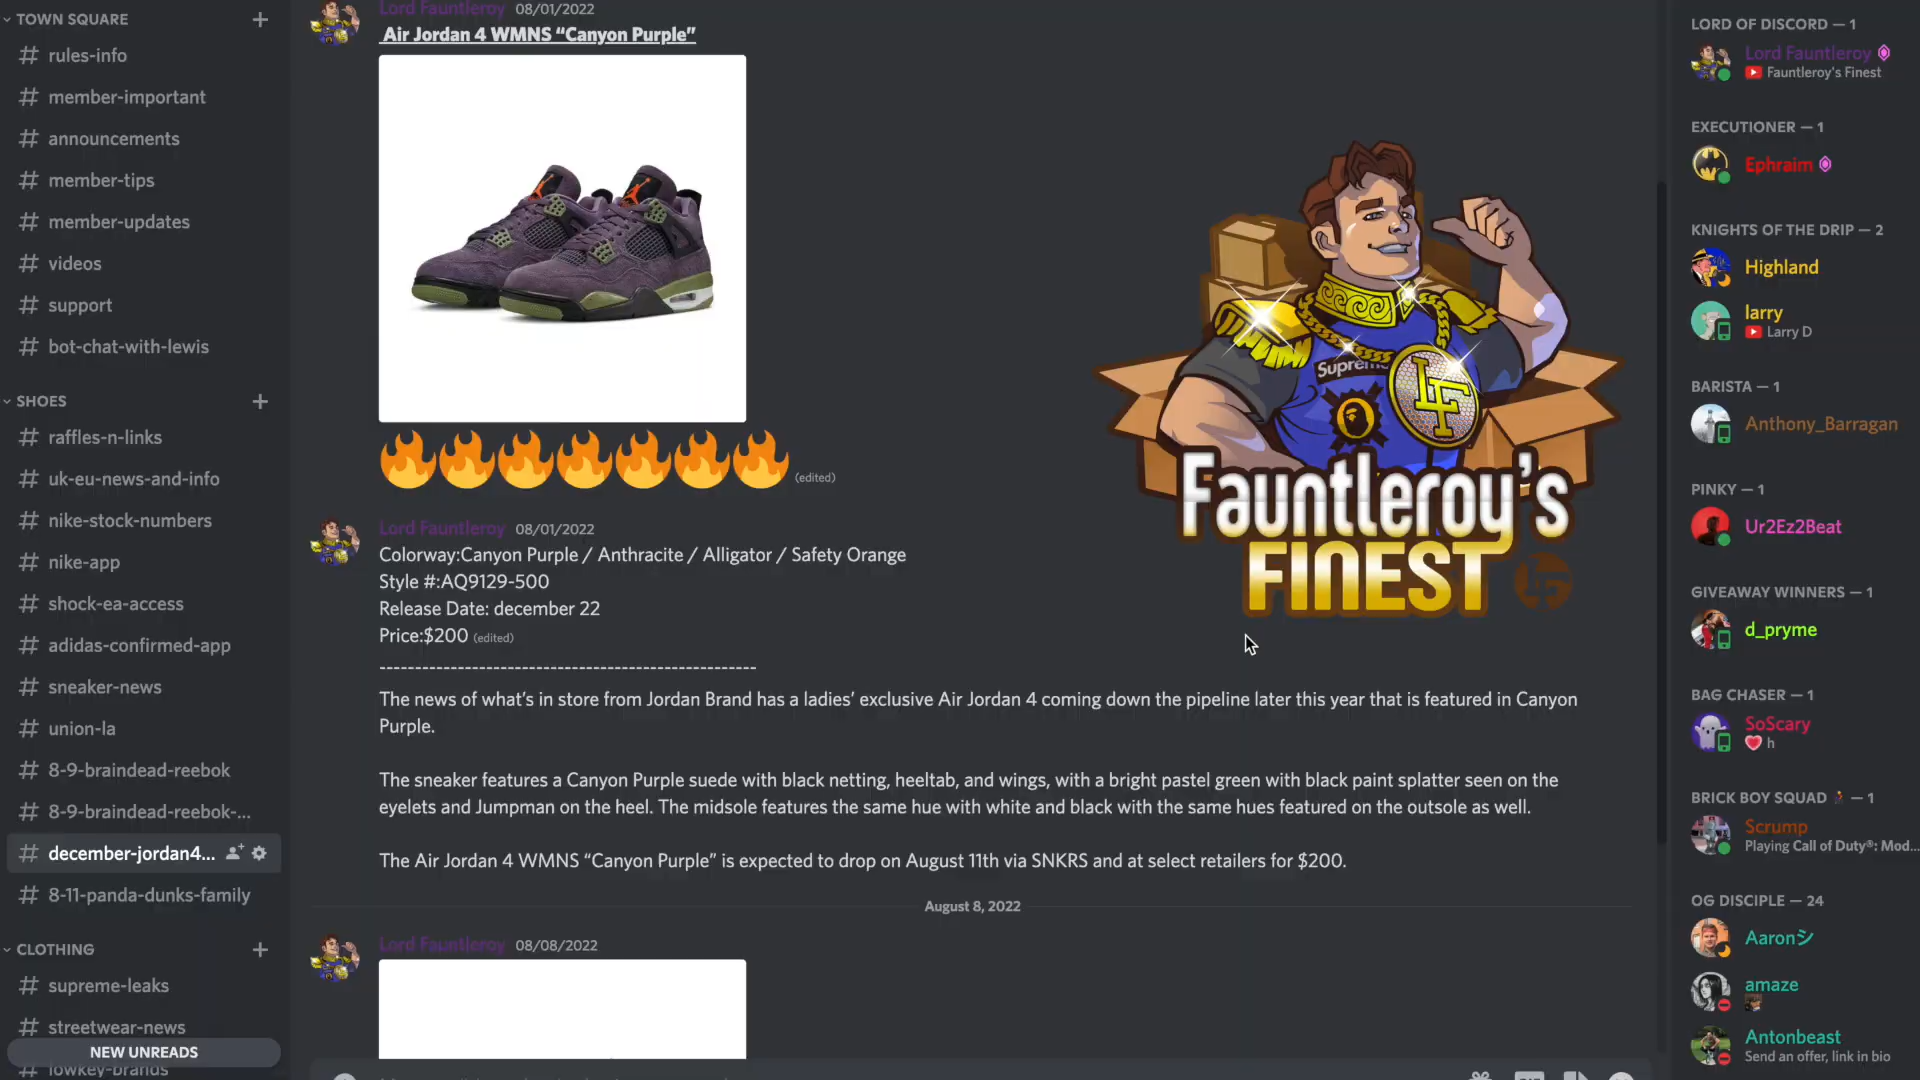 TOWN SQUARE
rules-info
member-important
announcements
member-tips
member-updates
videos
support
bot-chat-with-lewis
SHOES
raffles-n-links
uk-eu-news-and-info
nike-stock-numbers
nike-app
shock-ea-access
adidas-confirmed-app
sneaker-news
union-la
8-9-braindead-reebok
8-9-braindead-reebok-...
december-jordan4...
8-11-panda-dunks-family
CLOTHING
supreme-leaks
streetwear-news
NEW UNREADS
lowkey-brands
Lord Fauntleroy 08/01/2022
Air Jordan 4 WMNS “Canyon Purple”
(edited)
Lord Fauntleroy 08/01/2022
Colorway:Canyon Purple / Anthracite / Alligator / Safety Orange
Style #:AQ9129-500
Release Date: december 22
Price:$200 (edited)
-----------------------------------------------------
The news of what’s in store from Jordan Brand has a ladies’ exclusive Air Jordan 4 coming down the pipeline later this year that is featured in Canyon
Purple.
The sneaker features a Canyon Purple suede with black netting, heeltab, and wings, with a bright pastel green with black paint splatter seen on the
eyelets and Jumpman on the heel. The midsole features the same hue with white and black with the same hues featured on the outsole as well.
The Air Jordan 4 WMNS “Canyon Purple” is expected to drop on August 11th via SNKRS and at select retailers for $200.
August 8, 2022
Lord Fauntleroy 08/08/2022
Supreme
LF
Fauntleroy's
FINEST
LORD OF DISCORD — 1
Lord Fauntleroy
Fauntleroy's Finest
EXECUTIONER — 1
Ephraim
KNIGHTS OF THE DRIP — 2
Highland
larry
Larry D
BARISTA — 1
Anthony_Barragan
PINKY — 1
Ur2Ez2Beat
GIVEAWAY WINNERS — 1
d_pryme
BAG CHASER — 1
SoScary
h
BRICK BOY SQUAD — 1
Scrump
Playing Call of Duty®: Mod...
OG DISCIPLE — 24
Aaronシ
amaze
Antonbeast
Send an offer, link in bio